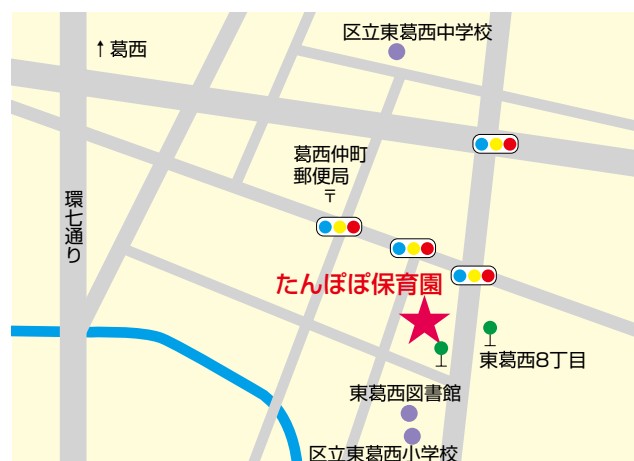 区立東葛西中学校
↑葛西
葛西仲町
郵便局
〒
環七通り
たんぽぽ保育園
東葛西8丁目
東葛西図書館
区立東葛西小学校